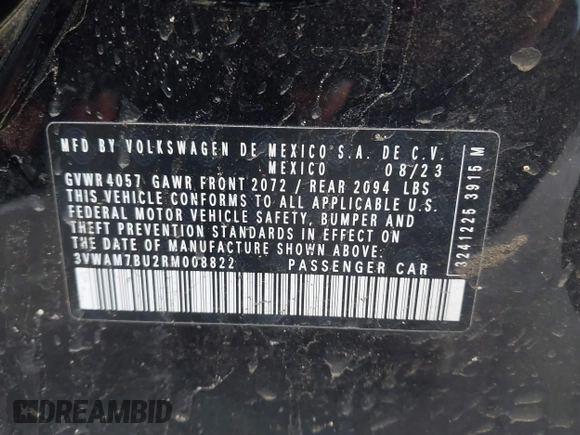 MFD BY VOLKSWAGEN DE MEXICO S.A. DE C.V.
MEXICO 08/23
GVWR 4057 GAWR FRONT 2072 / REAR 2094 LBS
THIS VEHICLE CONFORMS TO ALL APPLICABLE U.S.
FEDERAL MOTOR VEHICLE SAFETY, BUMPER AND
THEFT PREVENTION STANDARDS IN EFFECT ON
THE DATE OF MANUFACTURE SHOWN ABOVE.
3VWAM7BU2RM008822 PASSENGER CAR
3241225 3915 M
DREAMBID